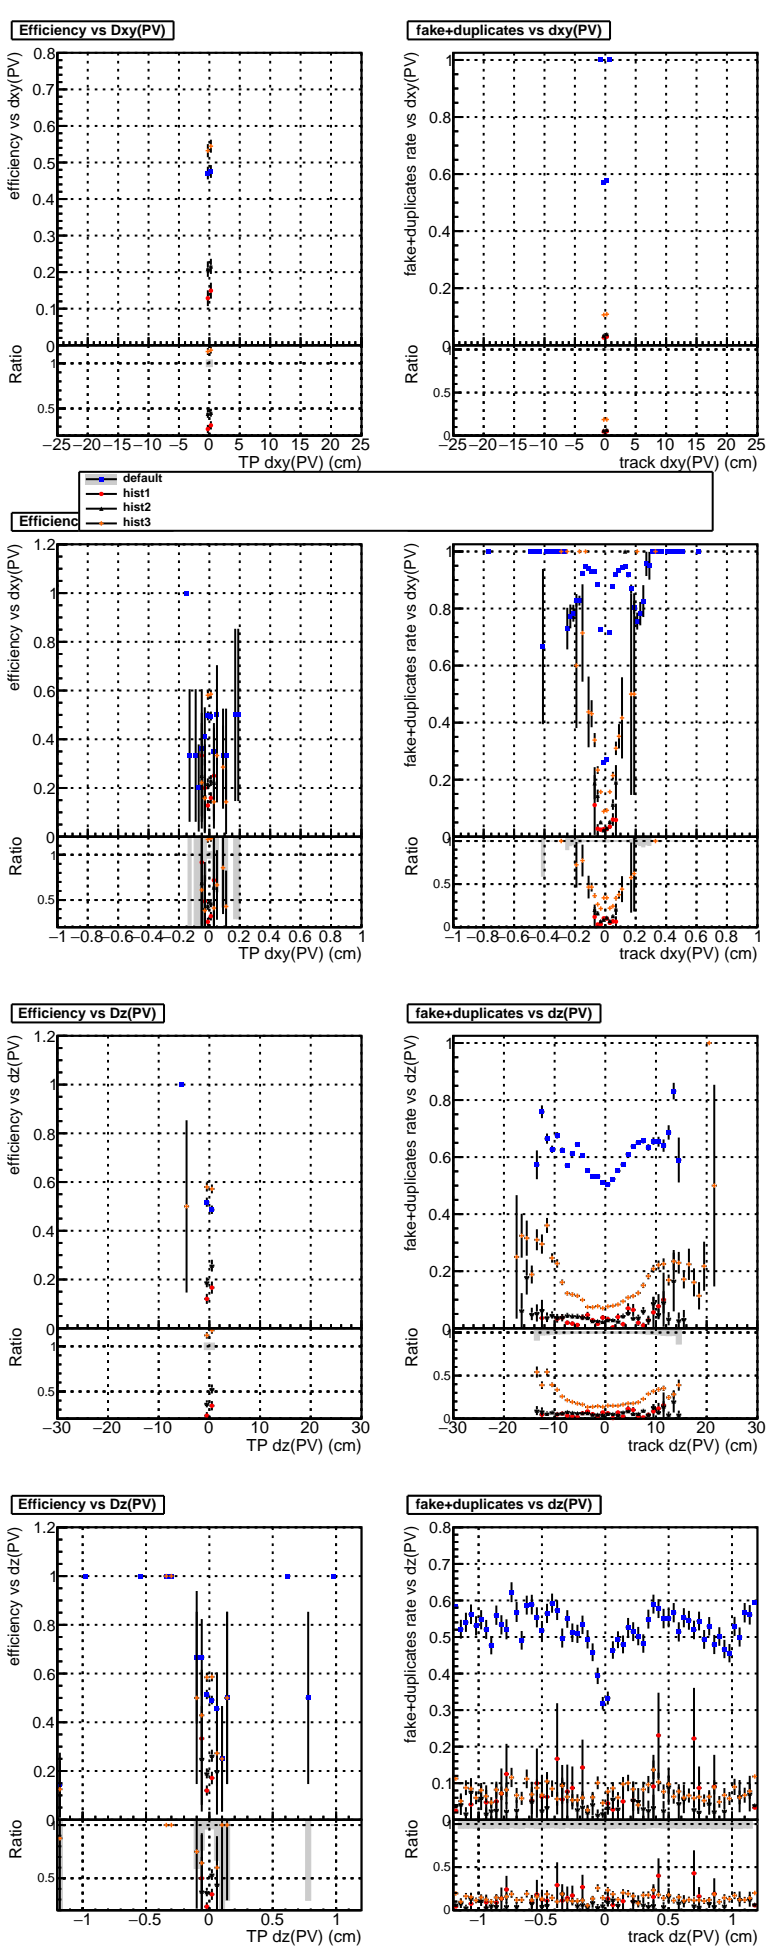 Efficiency vs Dxy(PV)
efficiency vs dxy(PV)
0.8
0.7
0.6
0.5
0.4
0.3
0.2
0.1
0
Ratio
1
0.5
−25 −20 −15 −10 −5 0 5 10 15 20 25
TP dxy(PV) (cm)
fake+duplicates vs dxy(PV)
fake+duplicates rate vs dxy(PV)
1
0.8
0.6
0.4
0.2
0
Ratio
1
0.5
0
−25 −20 −15 −10 −5 0 5 10 15 20 25
track dxy(PV) (cm)
default
hist1
hist2
hist3
Efficienc
efficiency vs dxy(PV)
1.2
1
0.8
0.6
0.4
0.2
0
Ratio
1
0.5
−1 −0.8 −0.6 −0.4 −0.2 0 0.2 0.4 0.6 0.8 1
TP dxy(PV) (cm)
fake+duplicates rate vs dxy(PV)
1
0.8
0.6
0.4
0.2
Ratio
0.5
0
−1 −0.8 −0.6 −0.4 −0.2 0 0.2 0.4 0.6 0.8 1
track dxy(PV) (cm)
Efficiency vs Dz(PV)
efficiency vs dz(PV)
1.2
1
0.8
0.6
0.4
0.2
0
Ratio
1
0.5
−30 −20 −10 0 10 20 30
TP dz(PV) (cm)
fake+duplicates vs dz(PV)
fake+duplicates rate vs dz(PV)
1
0.8
0.6
0.4
0.2
0
Ratio
1
0.5
0
−30 −20 −10 0 10 20 30
track dz(PV) (cm)
Efficiency vs Dz(PV)
efficiency vs dz(PV)
1.2
1
0.8
0.6
0.4
0.2
0
Ratio
1
0.5
−1 −0.5 0 0.5 1
TP dz(PV) (cm)
fake+duplicates vs dz(PV)
fake+duplicates rate vs dz(PV)
0.8
0.7
0.6
0.5
0.4
0.3
0.2
0.1
0
Ratio
1
0.5
0
−1 −0.5 0 0.5 1
track dz(PV) (cm)